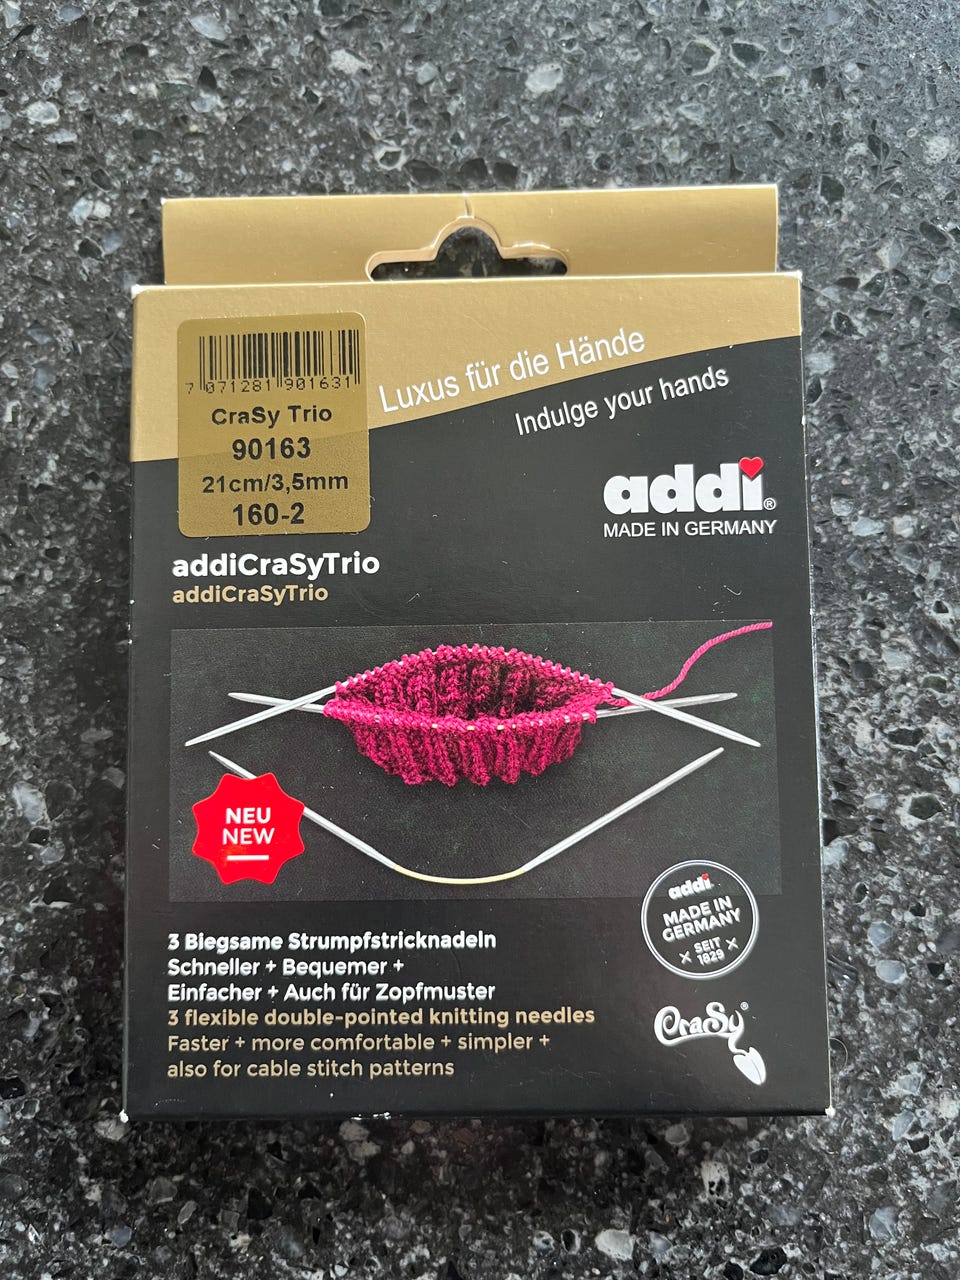 7 071281 901631
CraSy Trio
90163
21cm/3,5mm
160-2
Luxus für die Hände
Indulge your hands
addi®
MADE IN GERMANY
addiCraSyTrio
addiCraSyTrio
NEU
NEW
3 Biegsame Strumpfstricknadeln
Schneller + Bequemer +
Einfacher + Auch für Zopfmuster
3 flexible double-pointed knitting needles
Faster + more comfortable + simpler +
also for cable stitch patterns
addi
MADE IN
GERMANY
SEIT
1829
CraSy®